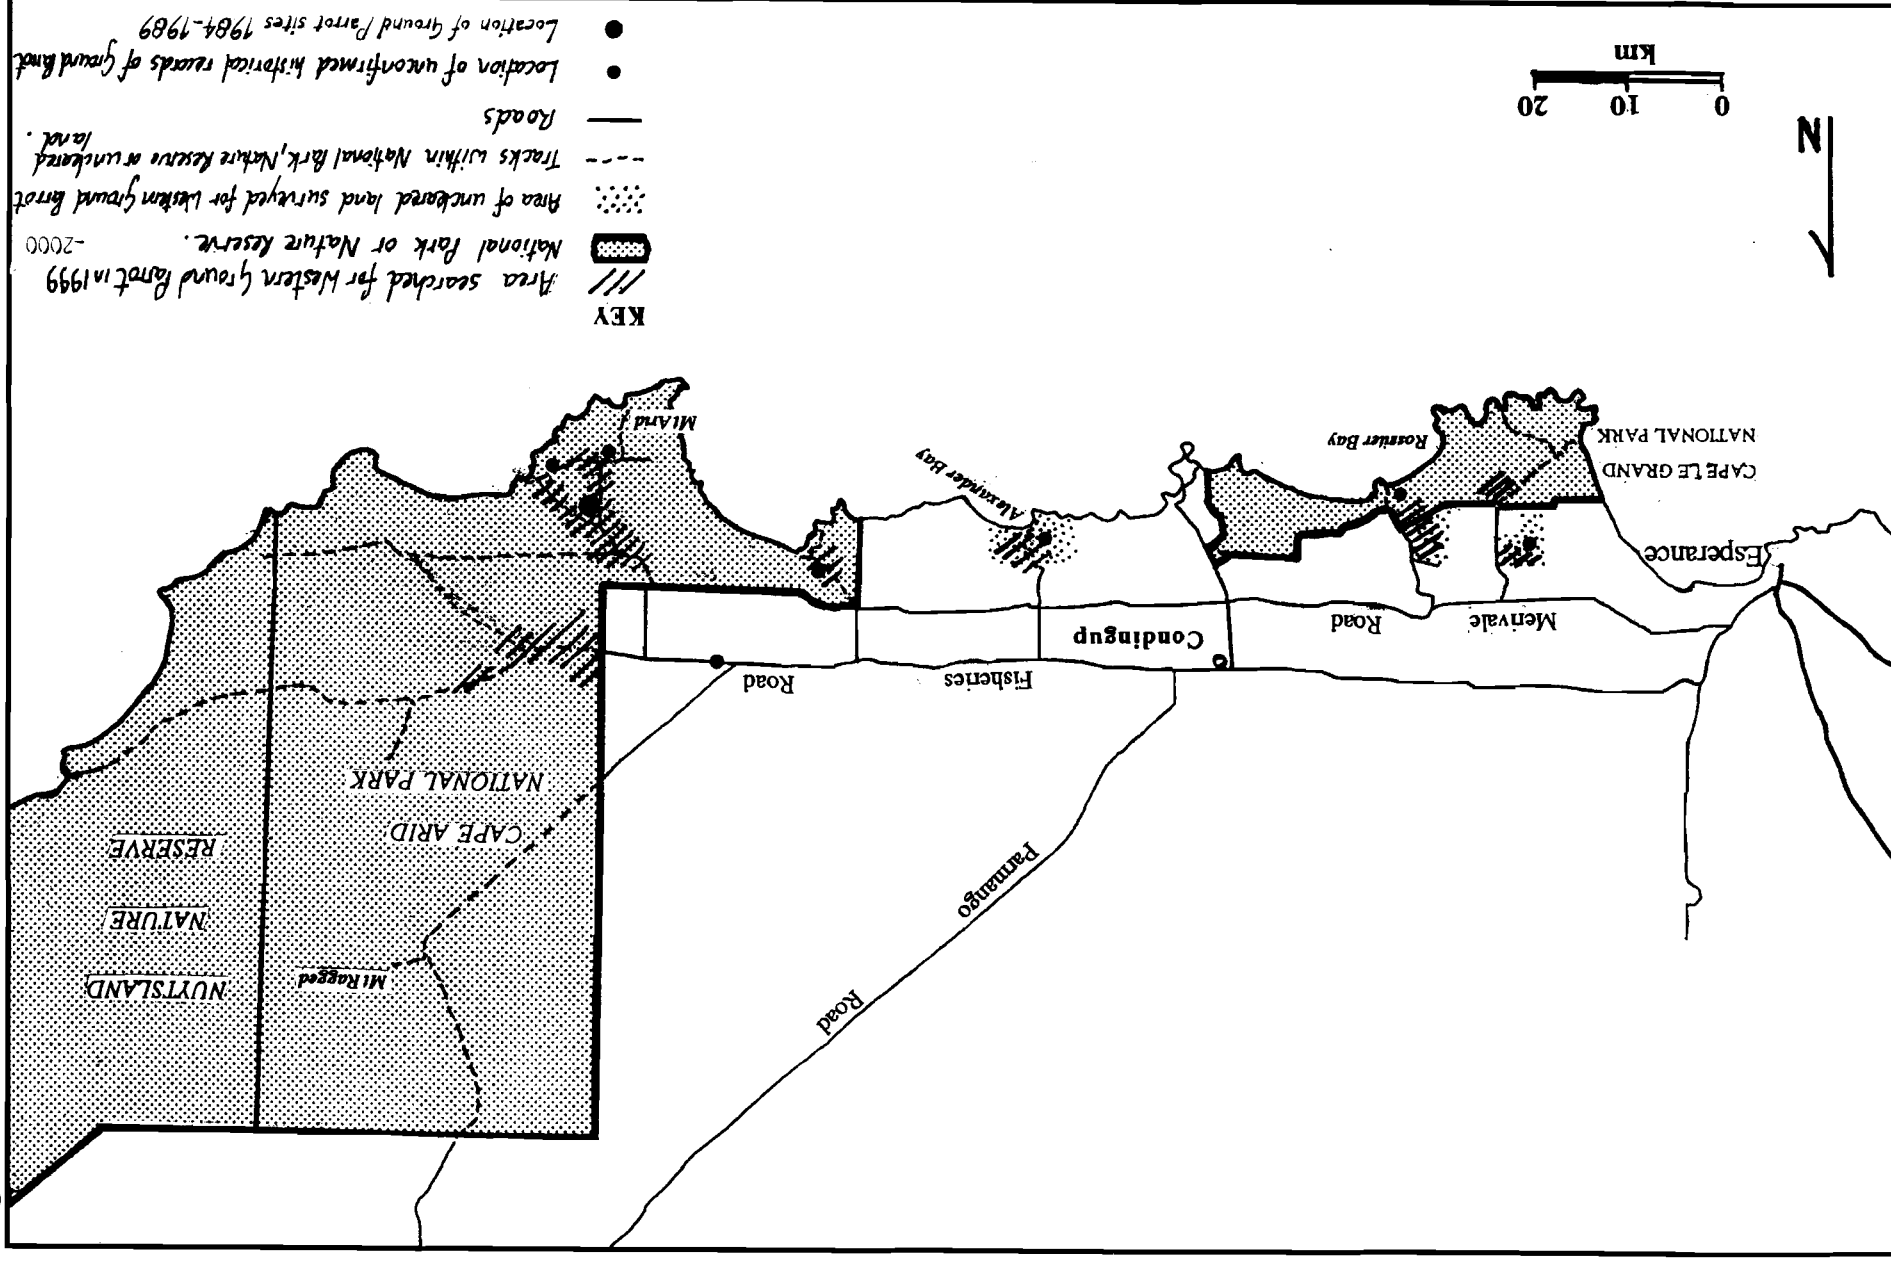 Road
Mt Ragged
NUYTSLAND
NATURE
RESERVE
Parmango
CAPE ARID
NATIONAL PARK
Fisheries
Road
Condingup
Merivale
Road
Esperance
CAPE LE GRAND
NATIONAL PARK
Rossiter Bay
Alexander Bay
Mt Arid
KEY
Area searched for Western Ground Parrot in 1999
-2000
National Park or Nature Reserve.
Area of uncleared land surveyed for Western Ground Parrot
Tracks within National Park, Nature Reserve or uncleared
land.
Roads
Location of unconfirmed historical records of Ground Parrot
Location of Ground Parrot sites 1984-1989
N
0 10 20
km